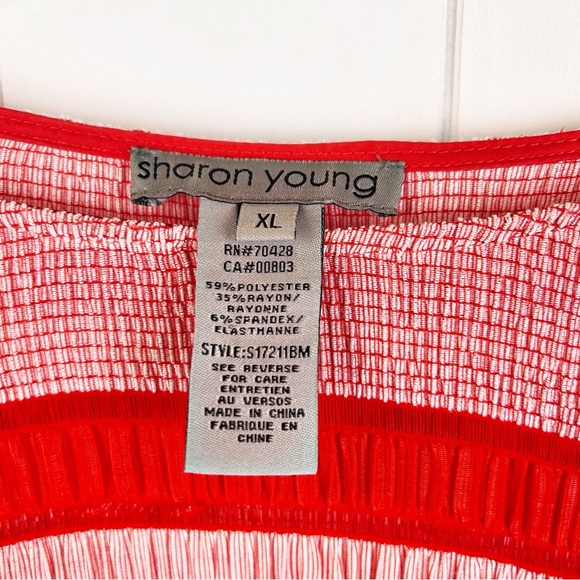 sharon young
XL
RN#70428
CA#00803
59%POLYESTER
35%RAYON/
RAYONNE
6%SPANDEX/
ELASTHANNE
STYLE:S17211BM
SEE REVERSE
FOR CARE
ENTRETIEN
AU VERSOS
MADE IN CHINA
FABRIQUE EN
CHINE